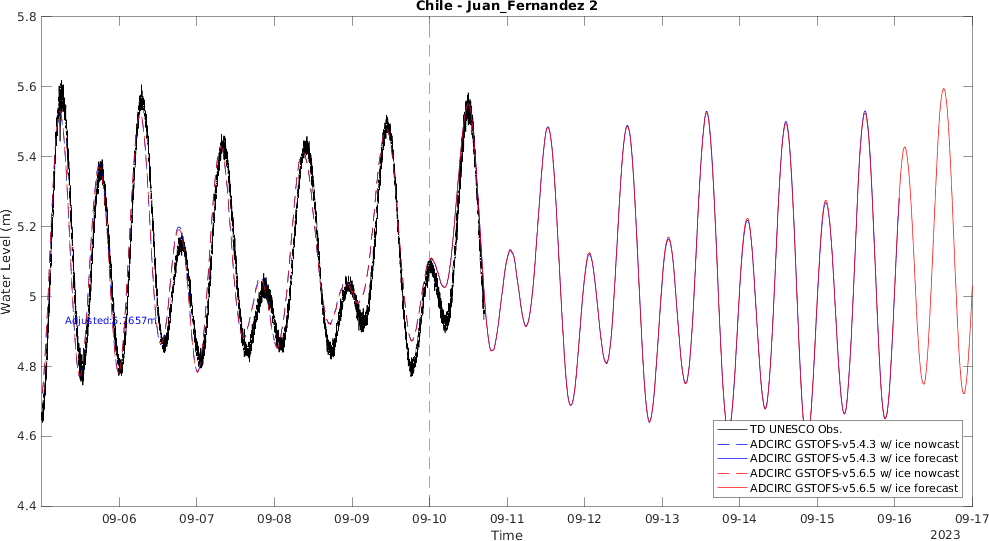 Chile - Juan_Fernandez 2
5.8
5.6
5.4
5.2
5
4.8
4.6
4.4
Water Level (m)
TD UNESCO Obs.
ADCIRC GSTOFS-v5.4.3 w/ ice nowcast
ADCIRC GSTOFS-v5.4.3 w/ ice forecast
ADCIRC GSTOFS-v5.6.5 w/ ice nowcast
ADCIRC GSTOFS-v5.6.5 w/ ice forecast
09-06 09-07 09-08 09-09 09-10 09-11 09-12 09-13 09-14 09-15 09-16 09-17
Time
2023